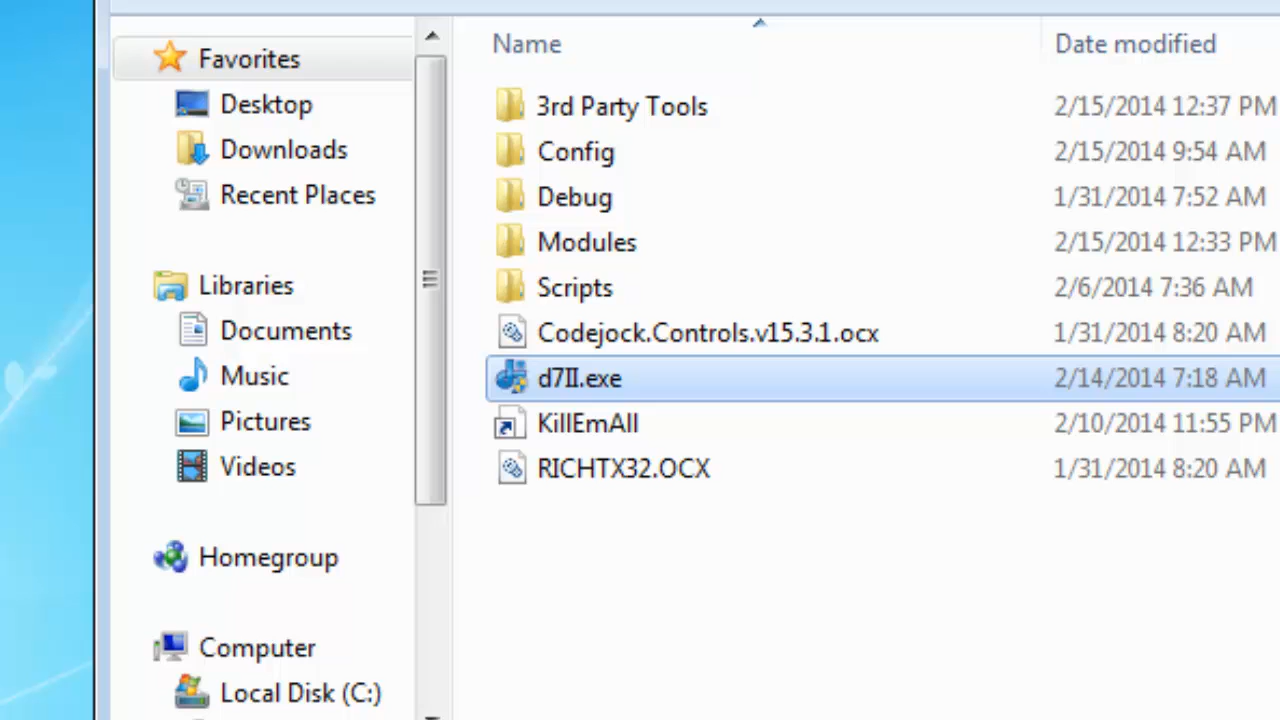 Name
Date modified
Favorites
Desktop
Downloads
Recent Places
Libraries
Documents
Music
Pictures
Videos
Homegroup
Computer
Local Disk (C:)
3rd Party Tools 2/15/2014 12:37 PM
Config 2/15/2014 9:54 AM
Debug 1/31/2014 7:52 AM
Modules 2/15/2014 12:33 PM
Scripts 2/6/2014 7:36 AM
Codejock.Controls.v15.3.1.ocx 1/31/2014 8:20 AM
d7II.exe 2/14/2014 7:18 AM
KillEmAll 2/10/2014 11:55 PM
RICHTX32.OCX 1/31/2014 8:20 AM